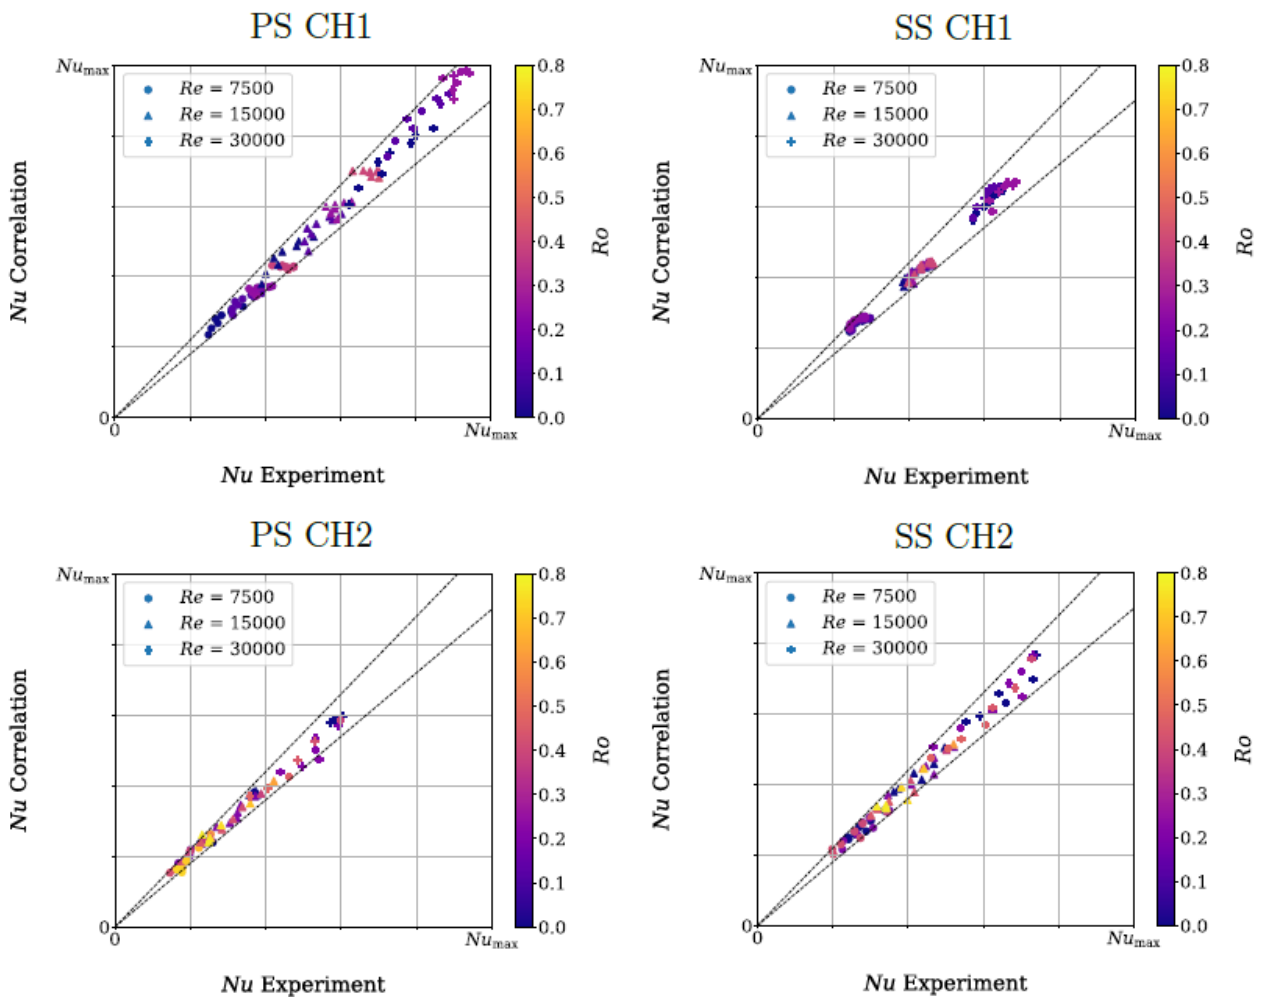 PS CH1
Nu_max
Re = 7500
Re = 15000
Re = 30000
Nu Correlation
0
0
Nu_max
Nu Experiment
0.8
0.7
0.6
0.5
0.4
0.3
0.2
0.1
0.0
Ro
SS CH1
Nu_max
Re = 7500
Re = 15000
Re = 30000
Nu Correlation
0
0
Nu_max
Nu Experiment
0.8
0.7
0.6
0.5
0.4
0.3
0.2
0.1
0.0
Ro
PS CH2
Nu_max
Re = 7500
Re = 15000
Re = 30000
Nu Correlation
0
0
Nu_max
Nu Experiment
0.8
0.7
0.6
0.5
0.4
0.3
0.2
0.1
0.0
Ro
SS CH2
Nu_max
Re = 7500
Re = 15000
Re = 30000
Nu Correlation
0
0
Nu_max
Nu Experiment
0.8
0.7
0.6
0.5
0.4
0.3
0.2
0.1
0.0
Ro